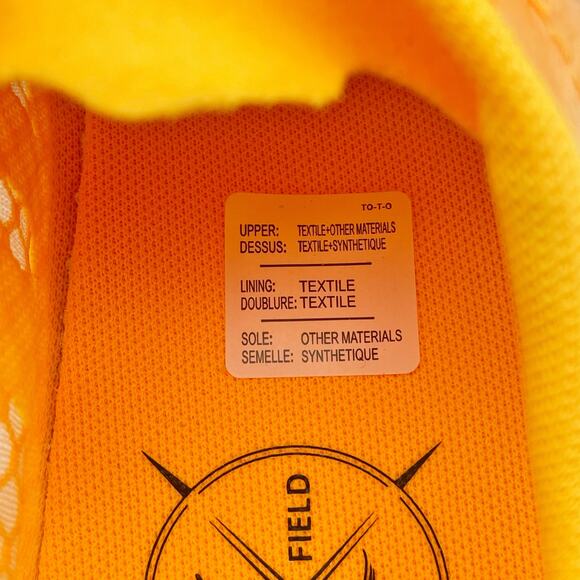 TO-T-O
UPPER: TEXTILE+OTHER MATERIALS
DESSUS: TEXTILE+SYNTHETIQUE
LINING: TEXTILE
DOUBLURE: TEXTILE
SOLE: OTHER MATERIALS
SEMELLE: SYNTHETIQUE
FIELD